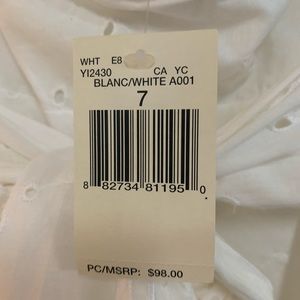 WHT E8
YI2430 CA YC
BLANC/WHITE A001
7
8 82734 81195 0
PC/MSRP: $98.00